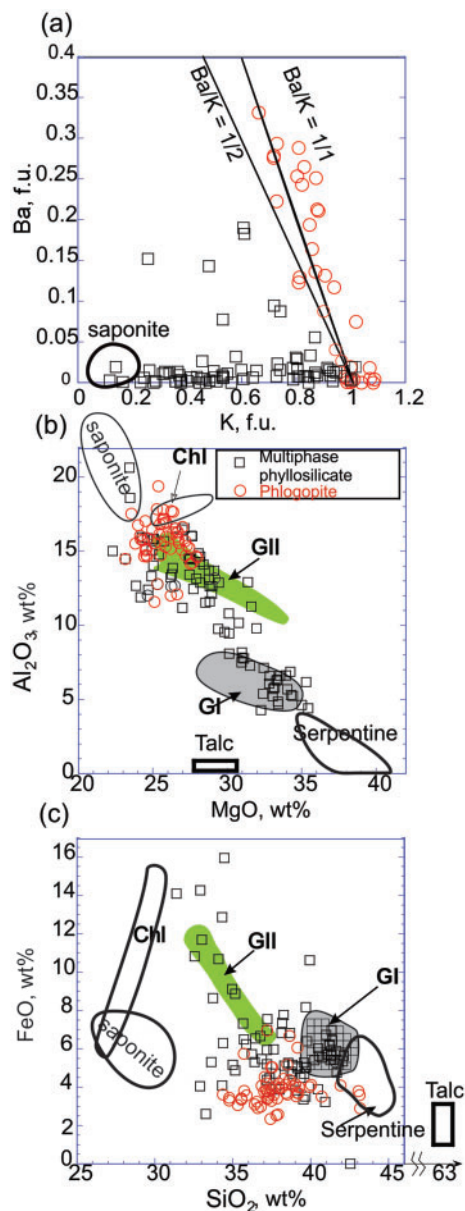 (a)
0.4
0.35
0.3
0.25
0.2
0.15
0.1
0.05
0
Ba, f.u.
Ba/K = 1/2
Ba/K = 1/1
saponite
0 0.2 0.4 0.6 0.8 1 1.2
K, f.u.
(b)
20
15
10
5
0
Al2O3, wt%
saponite
Chl
Multiphase
phyllosilicate
Phlogopite
GII
GI
Serpentine
Talc
20 25 30 35 40
MgO, wt%
(c)
16
14
12
10
8
6
4
2
0
FeO, wt%
Chl
GII
GI
saponite
Talc
Serpentine
25 30 35 40 45 63
SiO2, wt%